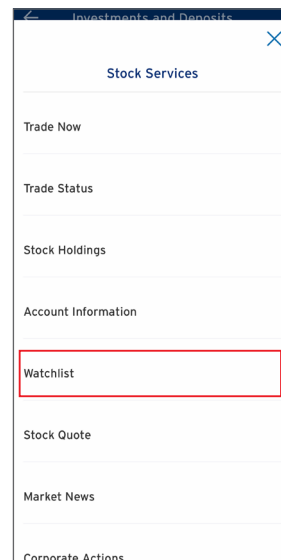 Investments and Deposits
Stock Services
Trade Now
Trade Status
Stock Holdings
Account Information
Watchlist
Stock Quote
Market News
Corporate Actions